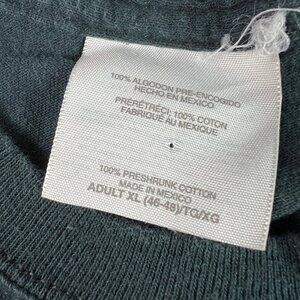 100% ALGODON PRE-ENCOGIDO
HECHO EN MEXICO
PRÉRÉTRÉCI, 100% COTON
FABRIQUÉ AU MEXIQUE
100% PRESHRUNK COTTON
MADE IN MEXICO
ADULT XL (46-48)/TG/XG